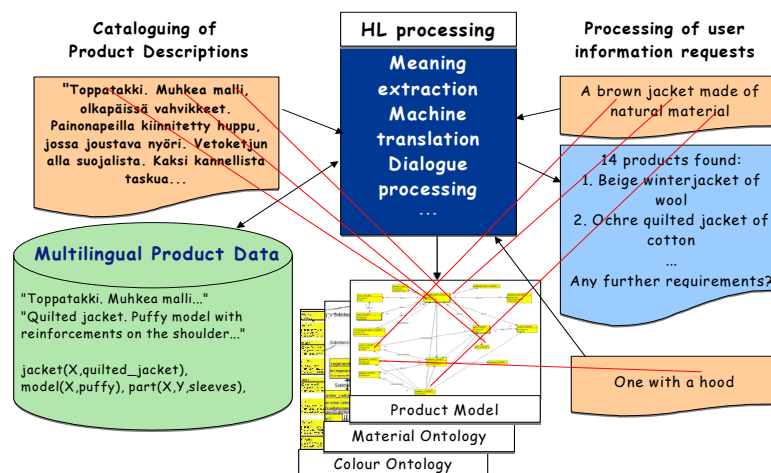 Cataloguing of
Product Descriptions
"Toppatakki. Muhkea malli,
olkapäissä vahvikkeet.
Painonapeilla kiinnitetty huppu,
jossa joustava nyöri. Vetoketjun
alla suojalista. Kaksi kannellista
taskua...
Multilingual Product Data
"Toppatakki. Muhkea malli..."
"Quilted jacket. Puffy model with
reinforcements on the shoulder..."
jacket(X,quilted_jacket),
model(X,puffy), part(X,Y,sleeves),
HL processing
Meaning
extraction
Machine
translation
Dialogue
processing
...
Product Model
Material Ontology
Colour Ontology
Processing of user
information requests
A brown jacket made of
natural material
14 products found:
1. Beige winterjacket of
wool
2. Ochre quilted jacket of
cotton
...
Any further requirements?
One with a hood